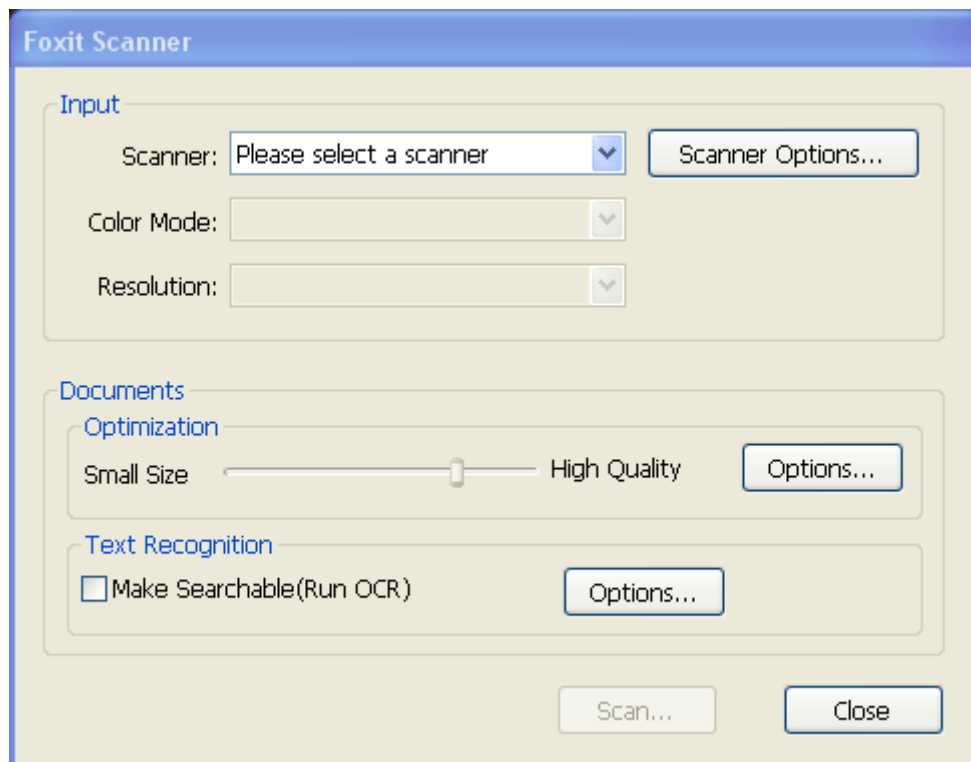 Foxit Scanner
Input
Scanner: Please select a scanner Scanner Options...
Color Mode:
Resolution:
Documents
Optimization
Small Size High Quality Options...
Text Recognition
Make Searchable(Run OCR) Options...
Scan... Close